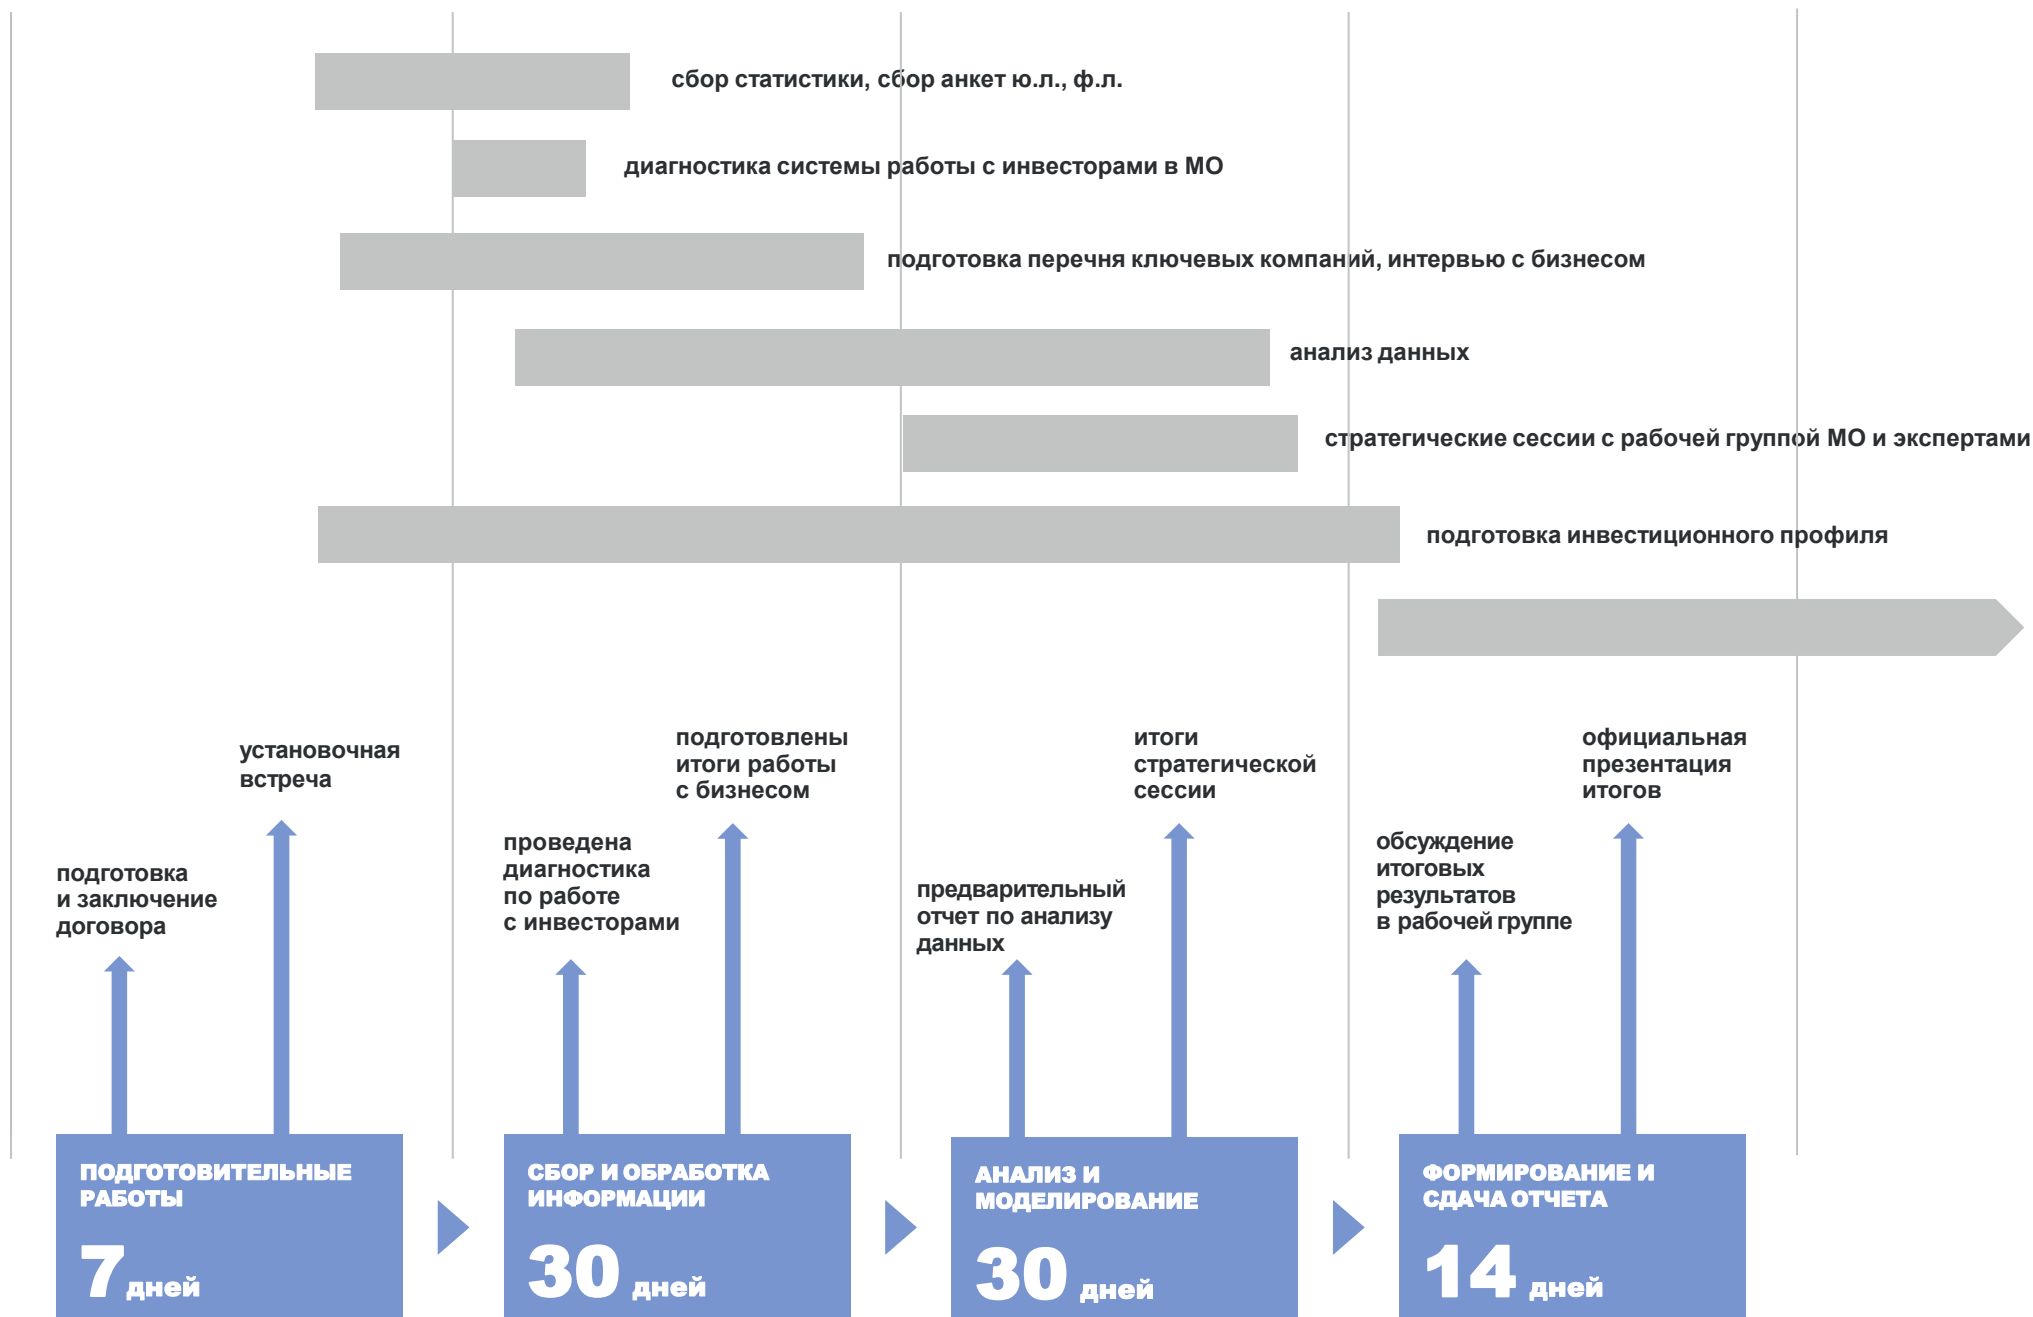 сбор статистики, сбор анкет ю.л., ф.л.
диагностика системы работы с инвесторами в МО
подготовка перечня ключевых компаний, интервью с бизнесом
анализ данных
стратегические сессии с рабочей группой МО и экспертами
подготовка инвестиционного профиля
подготовка
и заключение
договора
установочная
встреча
проведена
диагностика
по работе
с инвесторами
подготовлены
итоги работы
с бизнесом
предварительный
отчет по анализу
данных
итоги
стратегической
сессии
обсуждение
итоговых
результатов
в рабочей группе
официальная
презентация
итогов
ПОДГОТОВИТЕЛЬНЫЕ
РАБОТЫ
7 дней
СБОР И ОБРАБОТКА
ИНФОРМАЦИИ
30 дней
АНАЛИЗ И
МОДЕЛИРОВАНИЕ
30 дней
ФОРМИРОВАНИЕ И
СДАЧА ОТЧЕТА
14 дней